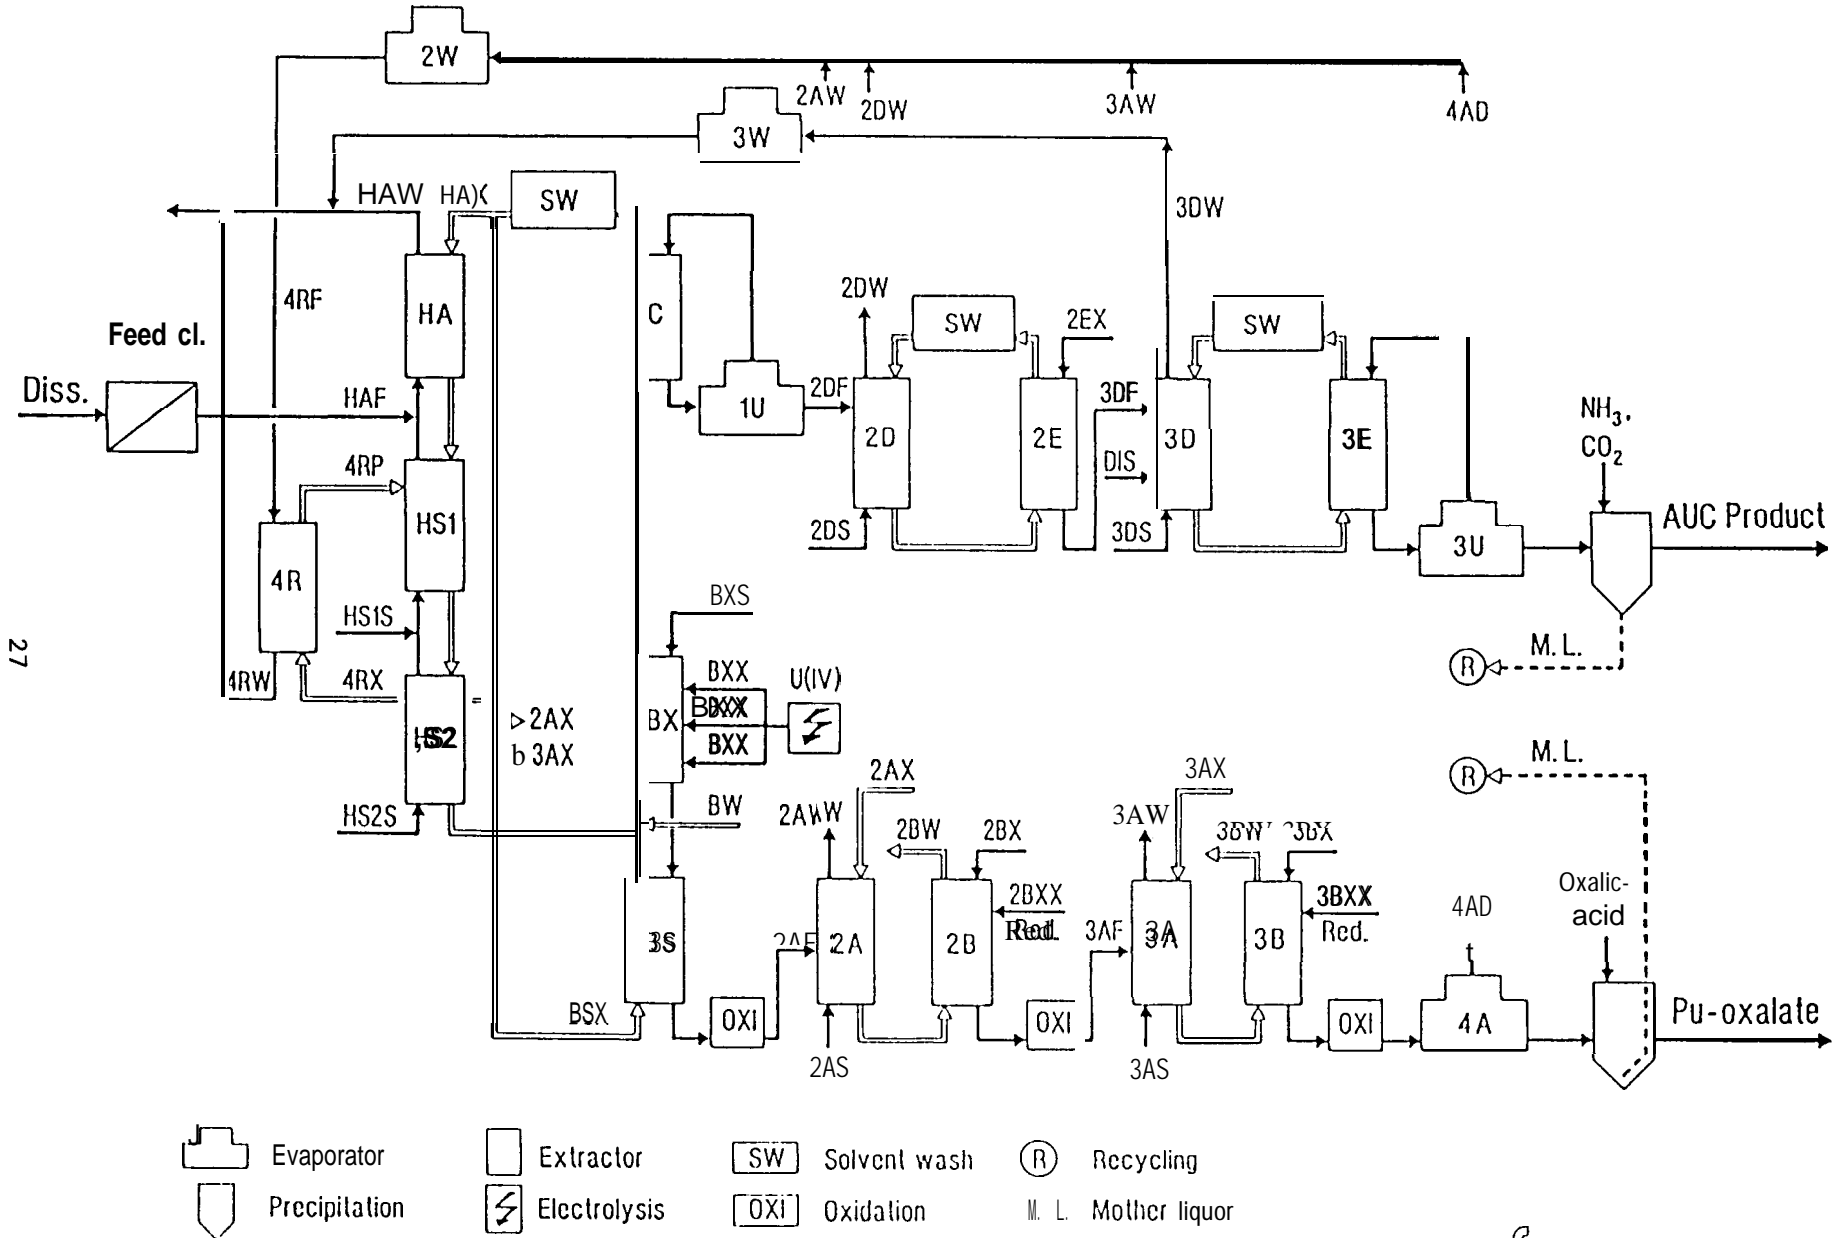 2W
2AW
2DW
3AW
4AD
3W
HAW
SW
3DW
4RF
HA
C
2DW
SW
2EX
SW
Feed cl.
Diss.
HAF
1U
2DF
2D
2E
3DF
3D
3E
DIS
NH3,
CO2
4RP
HS1
2DS
3DS
3U
AUC Product
4R
HS1S
BXS
M. L.
R
27
4RW
4RX
BXX
U(IV)
HS2
2AX
3AX
BX
BXX
BXX
M. L.
R
HS2S
BW
2AX
3AX
2AW
2BW
2BX
3AW
3BW
3BX
2BXX
Red.
3BXX
Red.
4AD
Oxalic-
acid
2A
2B
3AF
3A
3B
BSX
OXI
OXI
OXI
4A
Pu-oxalate
2AS
3AS
Evaporator
Extractor
SW
Solvent wash
R
Recycling
Precipitation
Electrolysis
OXI
Oxidation
M. L.
Mother liquor